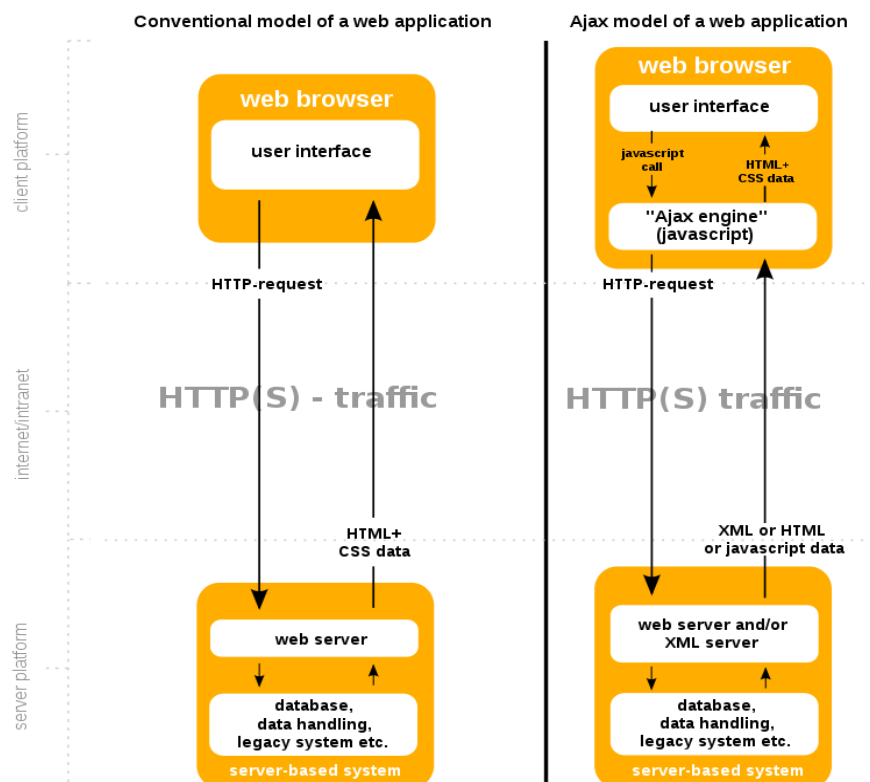 Conventional model of a web application
Ajax model of a web application
client platform
internet/intranet
server platform
web browser
user interface
HTTP-request
HTTP(S) - traffic
HTML+
CSS data
web server
database,
data handling,
legacy system etc.
server-based system
web browser
user interface
javascript
call
HTML+
CSS data
"Ajax engine"
(javascript)
HTTP-request
HTTP(S) traffic
XML or HTML
or javascript data
web server and/or
XML server
database,
data handling,
legacy system etc.
server-based system